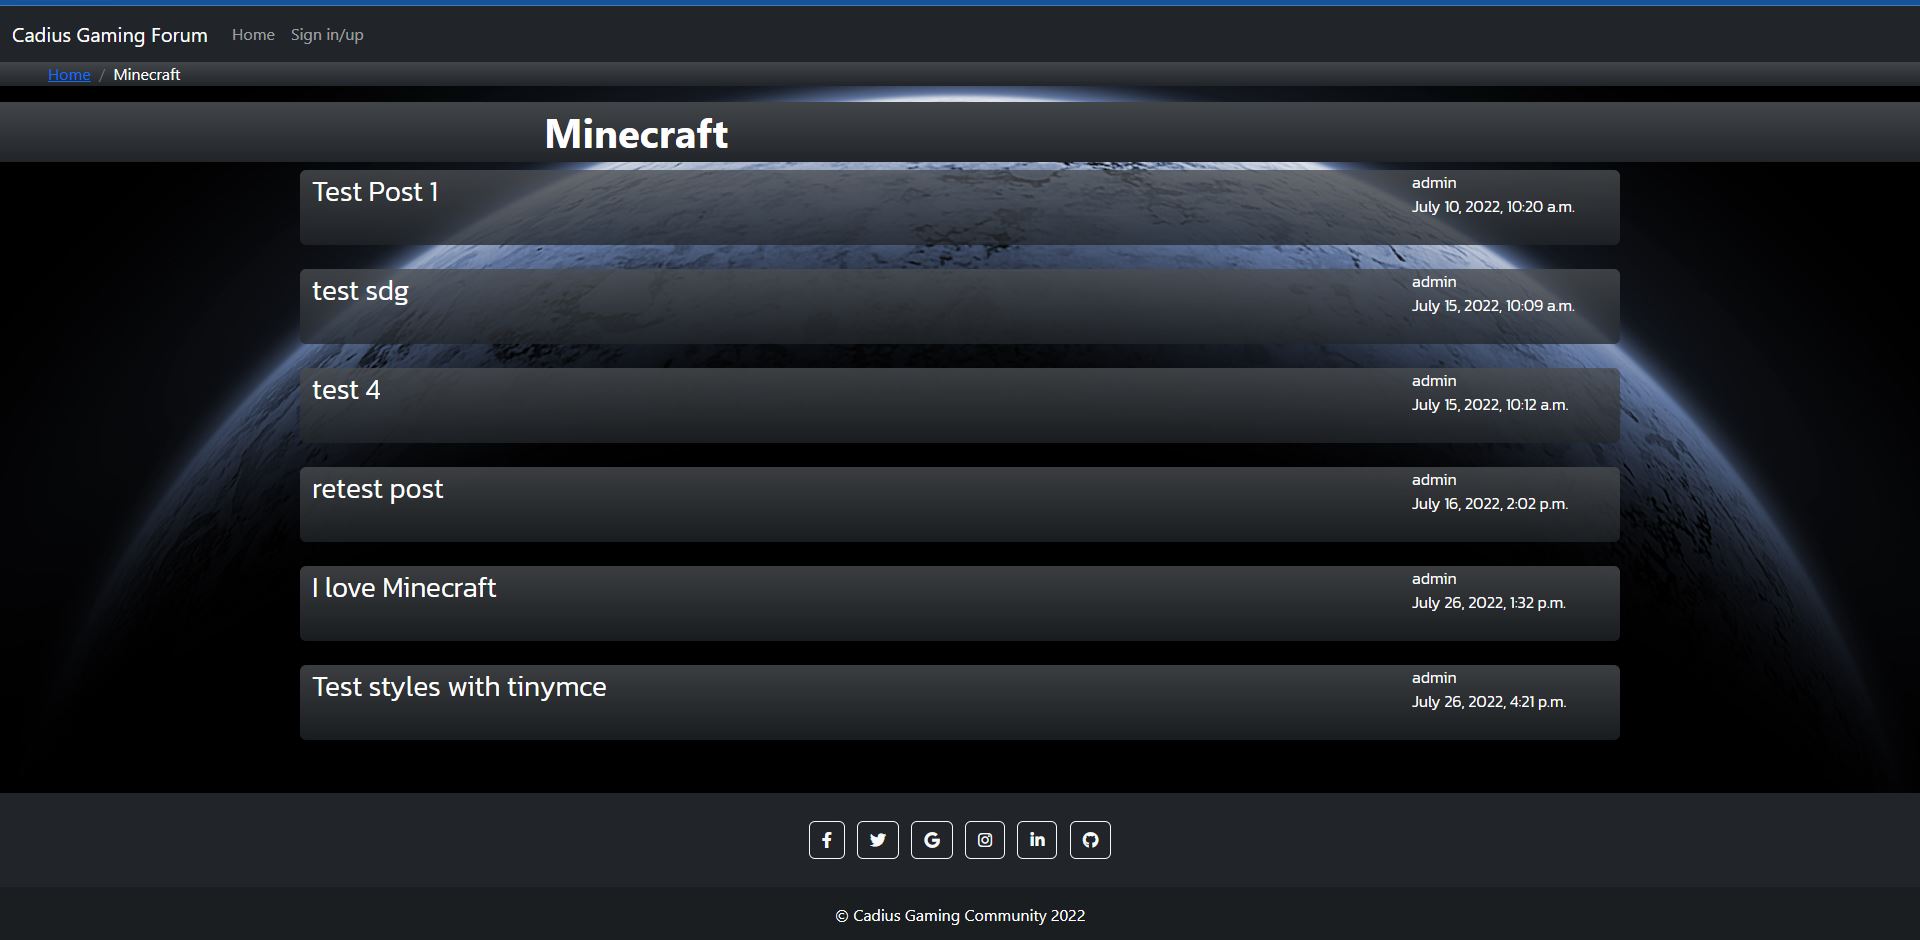 Cadius Gaming Forum Home Sign in/up
Home / Minecraft
Minecraft
Test Post 1
admin
July 10, 2022, 10:20 a.m.
test sdg
admin
July 15, 2022, 10:09 a.m.
test 4
admin
July 15, 2022, 10:12 a.m.
retest post
admin
July 16, 2022, 2:02 p.m.
I love Minecraft
admin
July 26, 2022, 1:32 p.m.
Test styles with tinymce
admin
July 26, 2022, 4:21 p.m.
© Cadius Gaming Community 2022